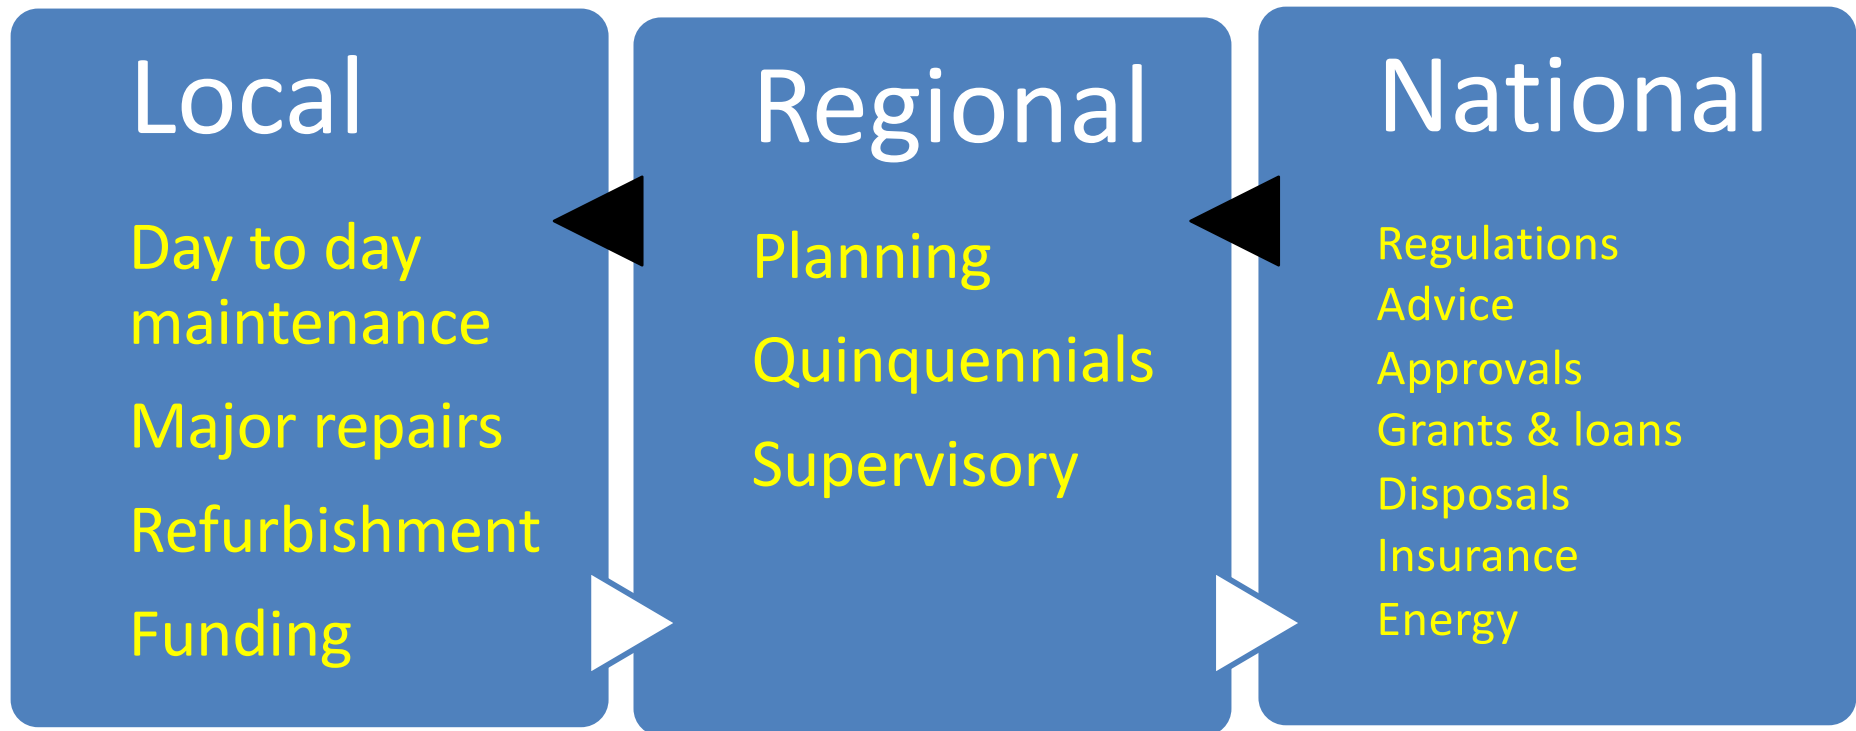 Local
Day to day
maintenance
Major repairs
Refurbishment
Funding
Regional
Planning
Quinquennials
Supervisory
National
Regulations
Advice
Approvals
Grants & loans
Disposals
Insurance
Energy